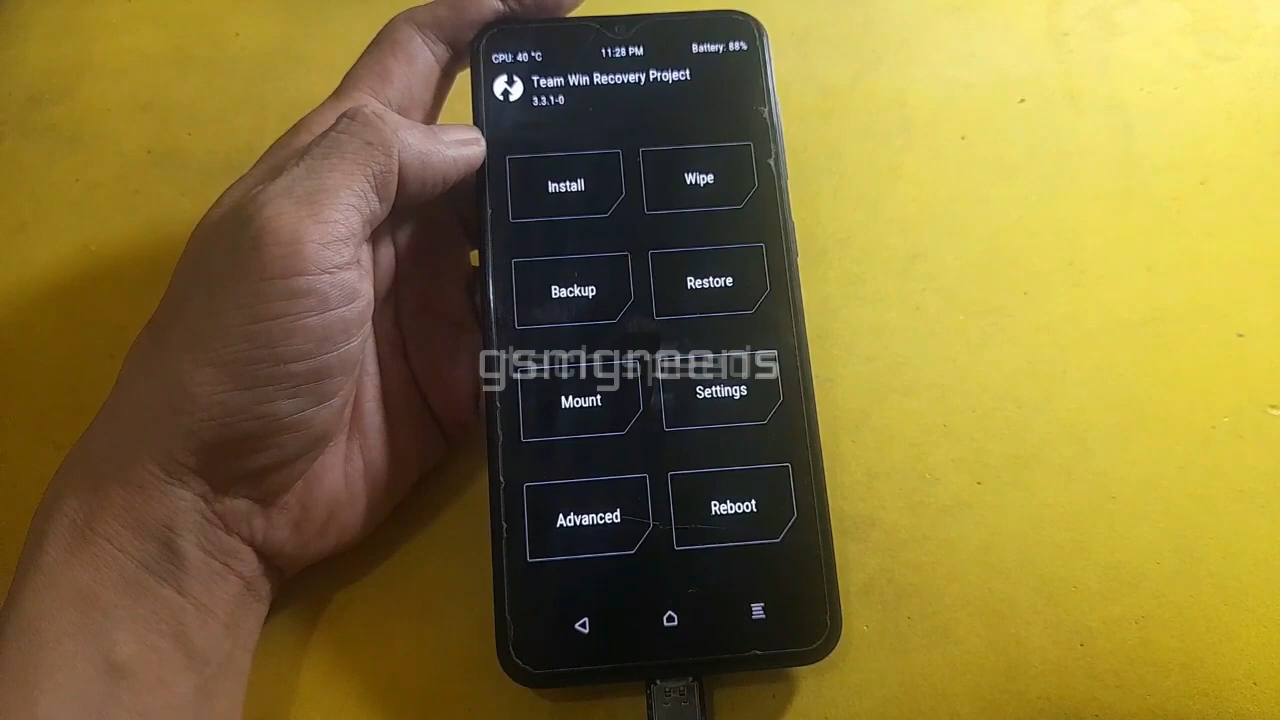 CPU: 40 °C 11:28 PM Battery: 88%
Team Win Recovery Project
3.3.1-0
Install Wipe
Backup Restore
gsmgreends
Mount Settings
Advanced Reboot